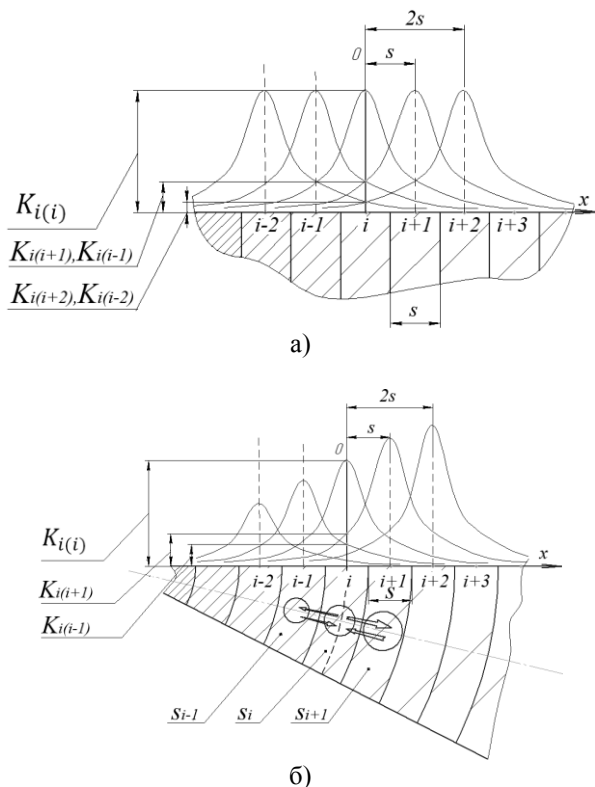 2s
s
0
K_{i(i)}
x
i-2 i-1 i i+1 i+2 i+3
K_{i(i+1)},K_{i(i-1)}
K_{i(i+2)},K_{i(i-2)}
s
а)
2s
s
0
K_{i(i)}
x
i-2 i-1 i i+1 i+2 i+3
s
K_{i(i+1)}
K_{i(i-1)}
s_{i-1} s_i s_{i+1}
б)